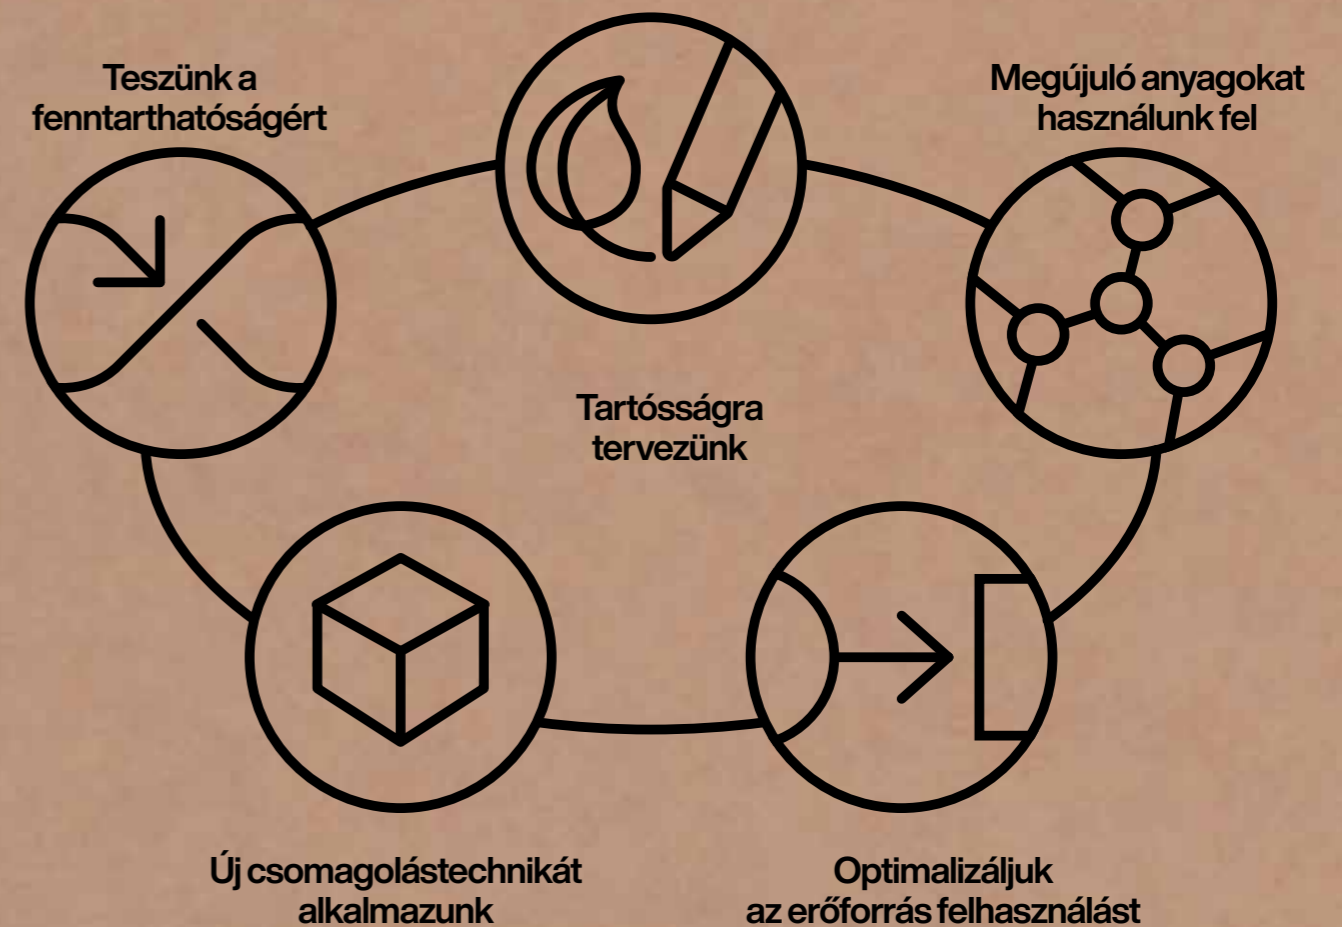 Teszünk a
fenntarthatóságért
Megújuló anyagokat
használunk fel
Tartósságra
tervezünk
Új csomagolástechnikát
alkalmazunk
Optimalizáljuk
az erőforrás felhasználást